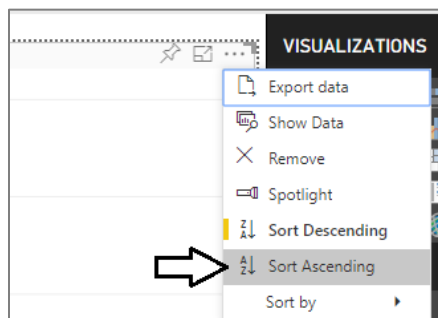 VISUALIZATIONS
Export data
Show Data
Remove
Spotlight
Sort Descending
Sort Ascending
Sort by